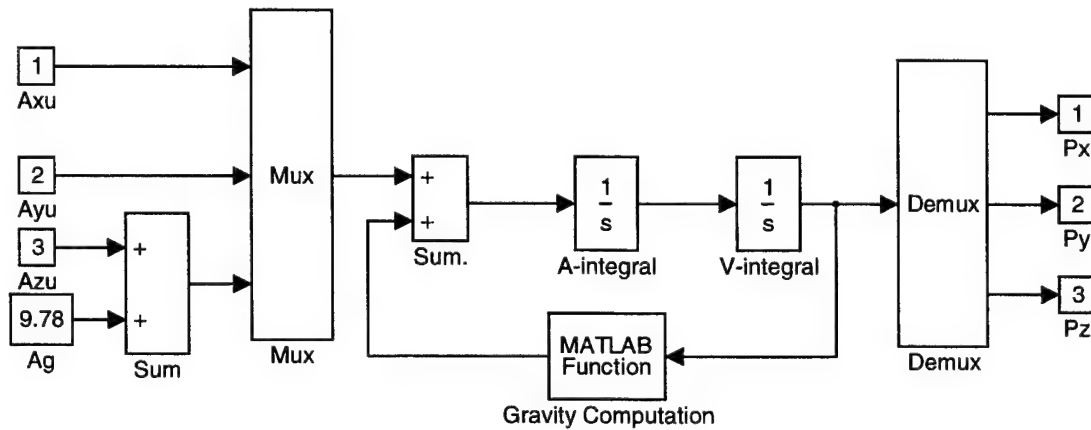 1
Axu
2
Ayu
3
Azu
9.78
Ag
+
+
Sum
Mux
Mux
+
+
Sum.
1
s
A-integral
1
s
V-integral
MATLAB
Function
Gravity Computation
Demux
Demux
1
Px
2
Py
3
Pz